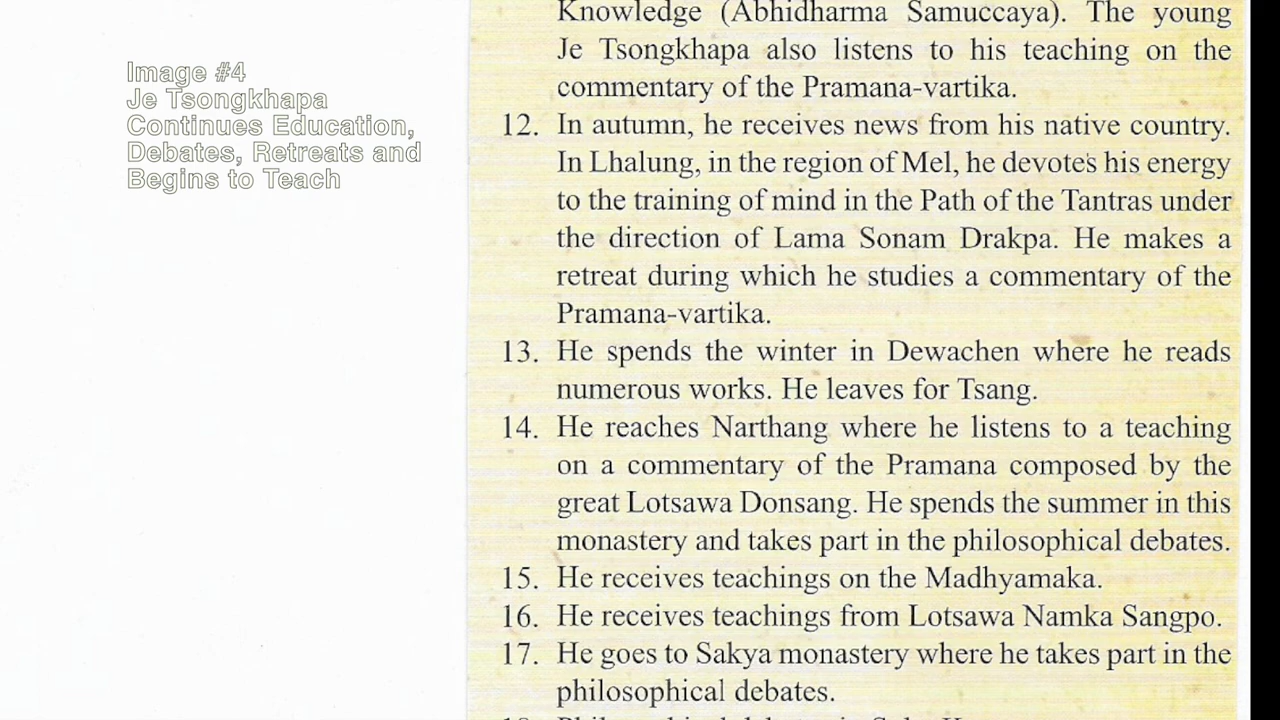 Image #4
Je Tsongkhapa
Continues Education,
Debates, Retreats and
Begins to Teach
Knowledge (Abhidharma Samuccaya). The young
Je Tsongkhapa also listens to his teaching on the
commentary of the Pramana-vartika.
12. In autumn, he receives news from his native country.
In Lhalung, in the region of Mel, he devotes his energy
to the training of mind in the Path of the Tantras under
the direction of Lama Sonam Drakpa. He makes a
retreat during which he studies a commentary of the
Pramana-vartika.
13. He spends the winter in Dewachen where he reads
numerous works. He leaves for Tsang.
14. He reaches Narthang where he listens to a teaching
on a commentary of the Pramana composed by the
great Lotsawa Donsang. He spends the summer in this
monastery and takes part in the philosophical debates.
15. He receives teachings on the Madhyamaka.
16. He receives teachings from Lotsawa Namka Sangpo.
17. He goes to Sakya monastery where he takes part in the
philosophical debates.